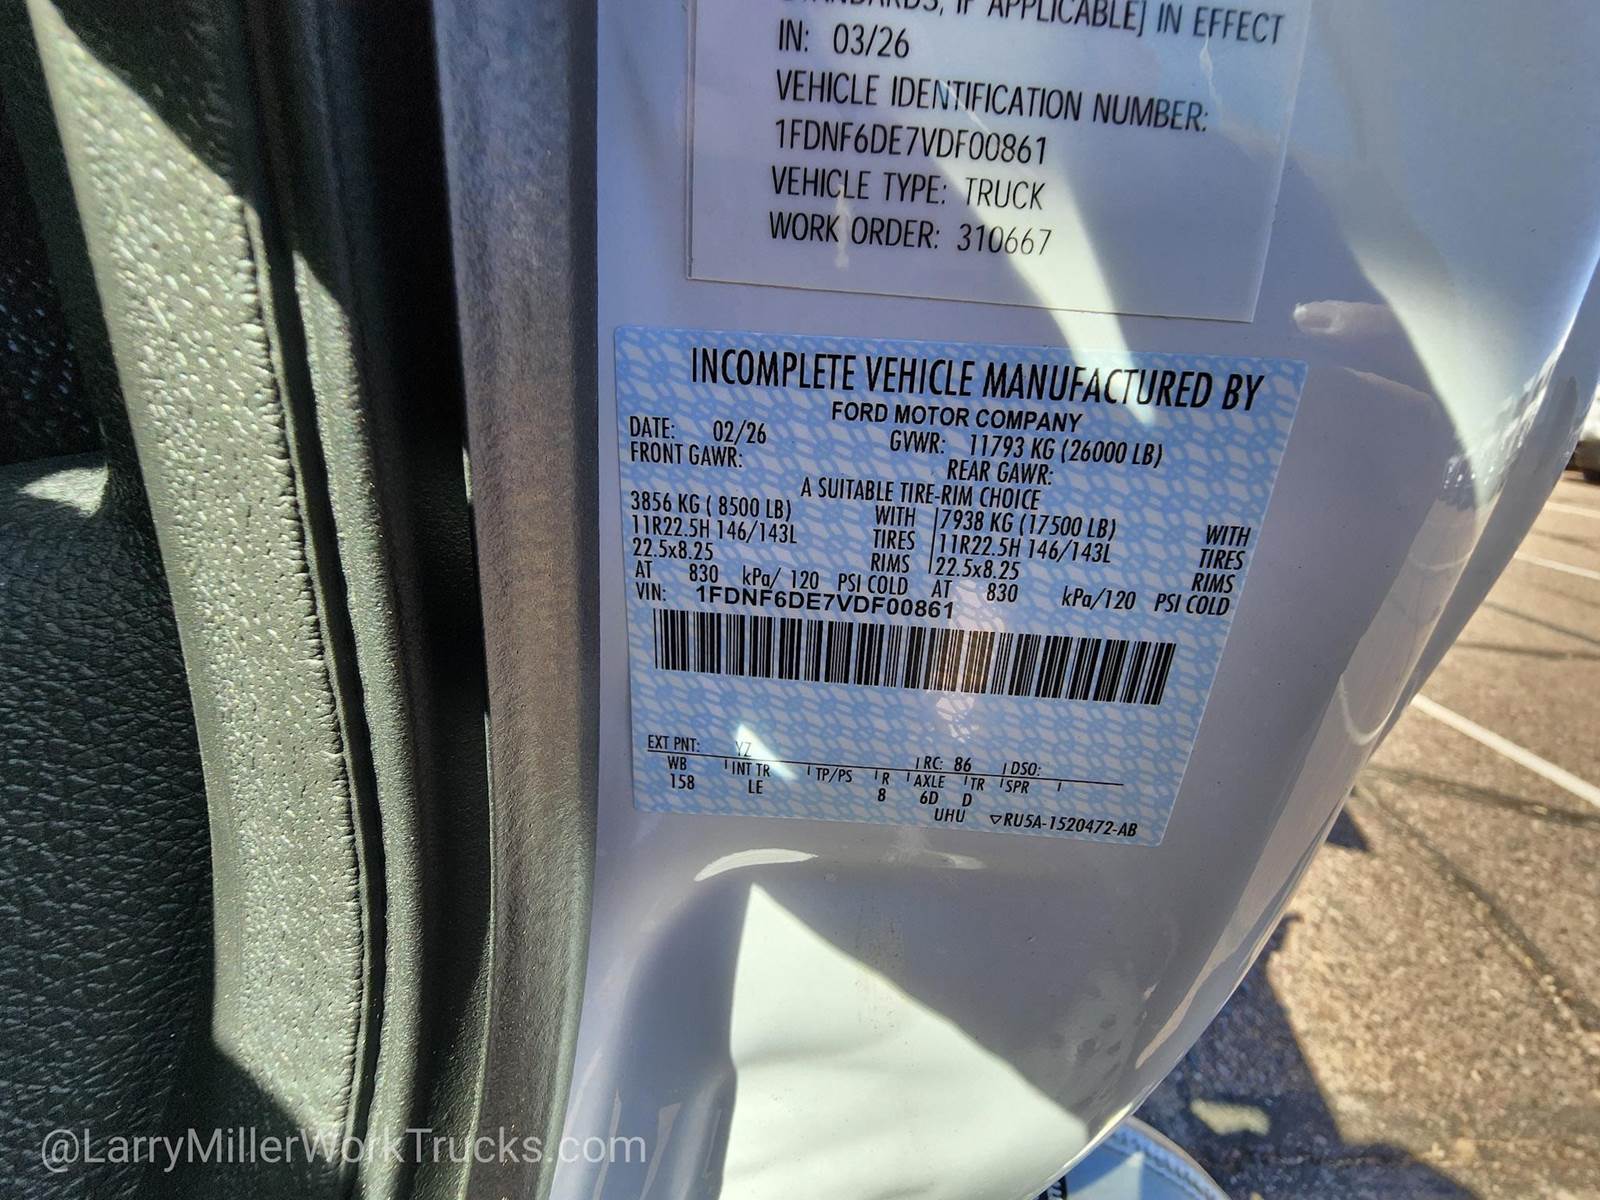 STANDARDS, IF APPLICABLE] IN EFFECT
IN: 03/26
VEHICLE IDENTIFICATION NUMBER:
1FDNF6DE7VDF00861
VEHICLE TYPE: TRUCK
WORK ORDER: 310667
INCOMPLETE VEHICLE MANUFACTURED BY
FORD MOTOR COMPANY
DATE: 02/26 GVWR: 11793 KG (26000 LB)
FRONT GAWR: REAR GAWR:
A SUITABLE TIRE-RIM CHOICE
3856 KG ( 8500 LB) WITH 7938 KG (17500 LB) WITH
11R22.5H 146/143L TIRES 11R22.5H 146/143L TIRES
22.5x8.25 RIMS 22.5x8.25 RIMS
AT 830 kPa/ 120 PSI COLD AT 830 kPa/120 PSI COLD
VIN: 1FDNF6DE7VDF00861
EXT PNT: YZ RC: 86 DSO:
WB INT TR TP/PS R AXLE TR SPR
158 LE 8 6D D
UHU ▽RU5A-1520472-AB
@LarryMillerWorkTrucks.com